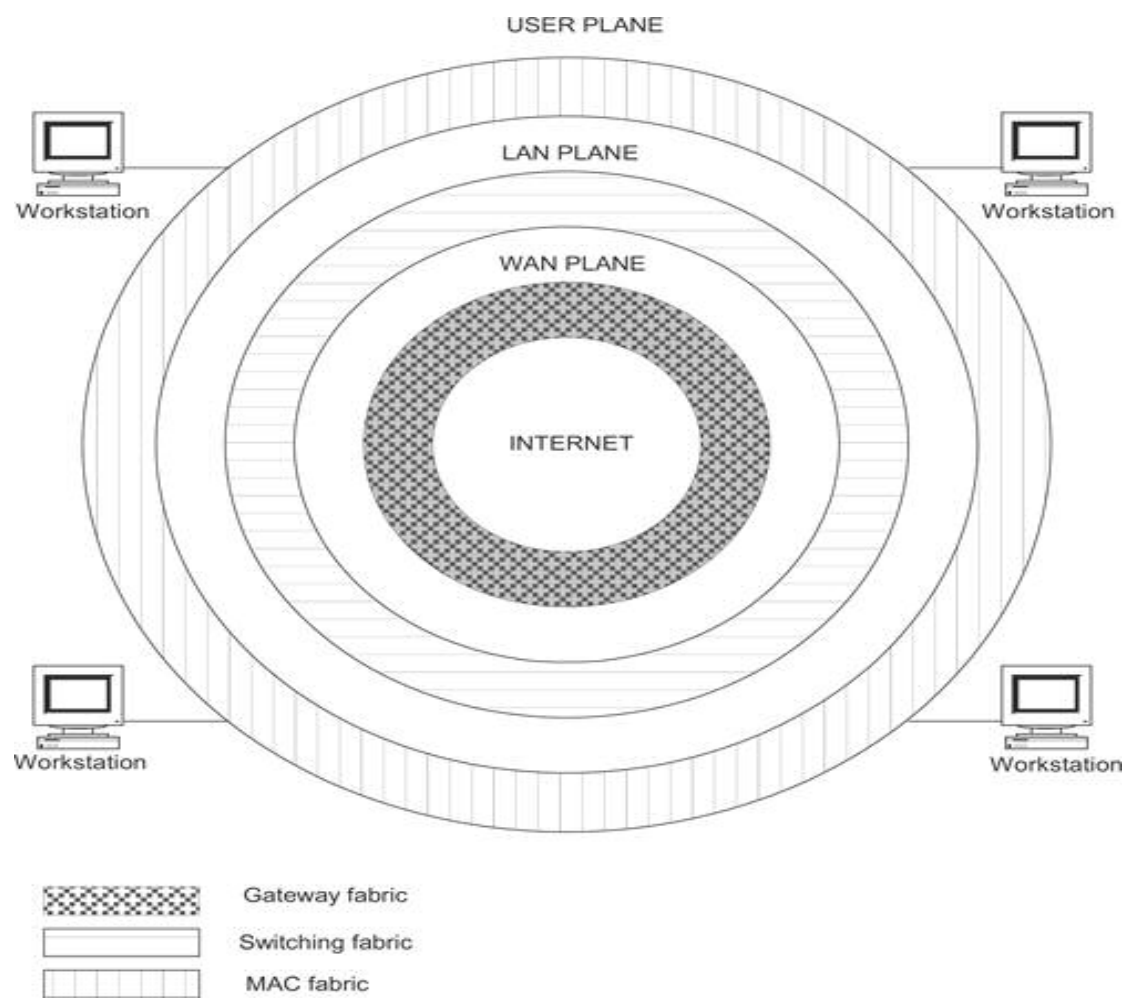 USER PLANE
LAN PLANE
Workstation
Workstation
WAN PLANE
INTERNET
Workstation
Workstation
Gateway fabric
Switching fabric
MAC fabric